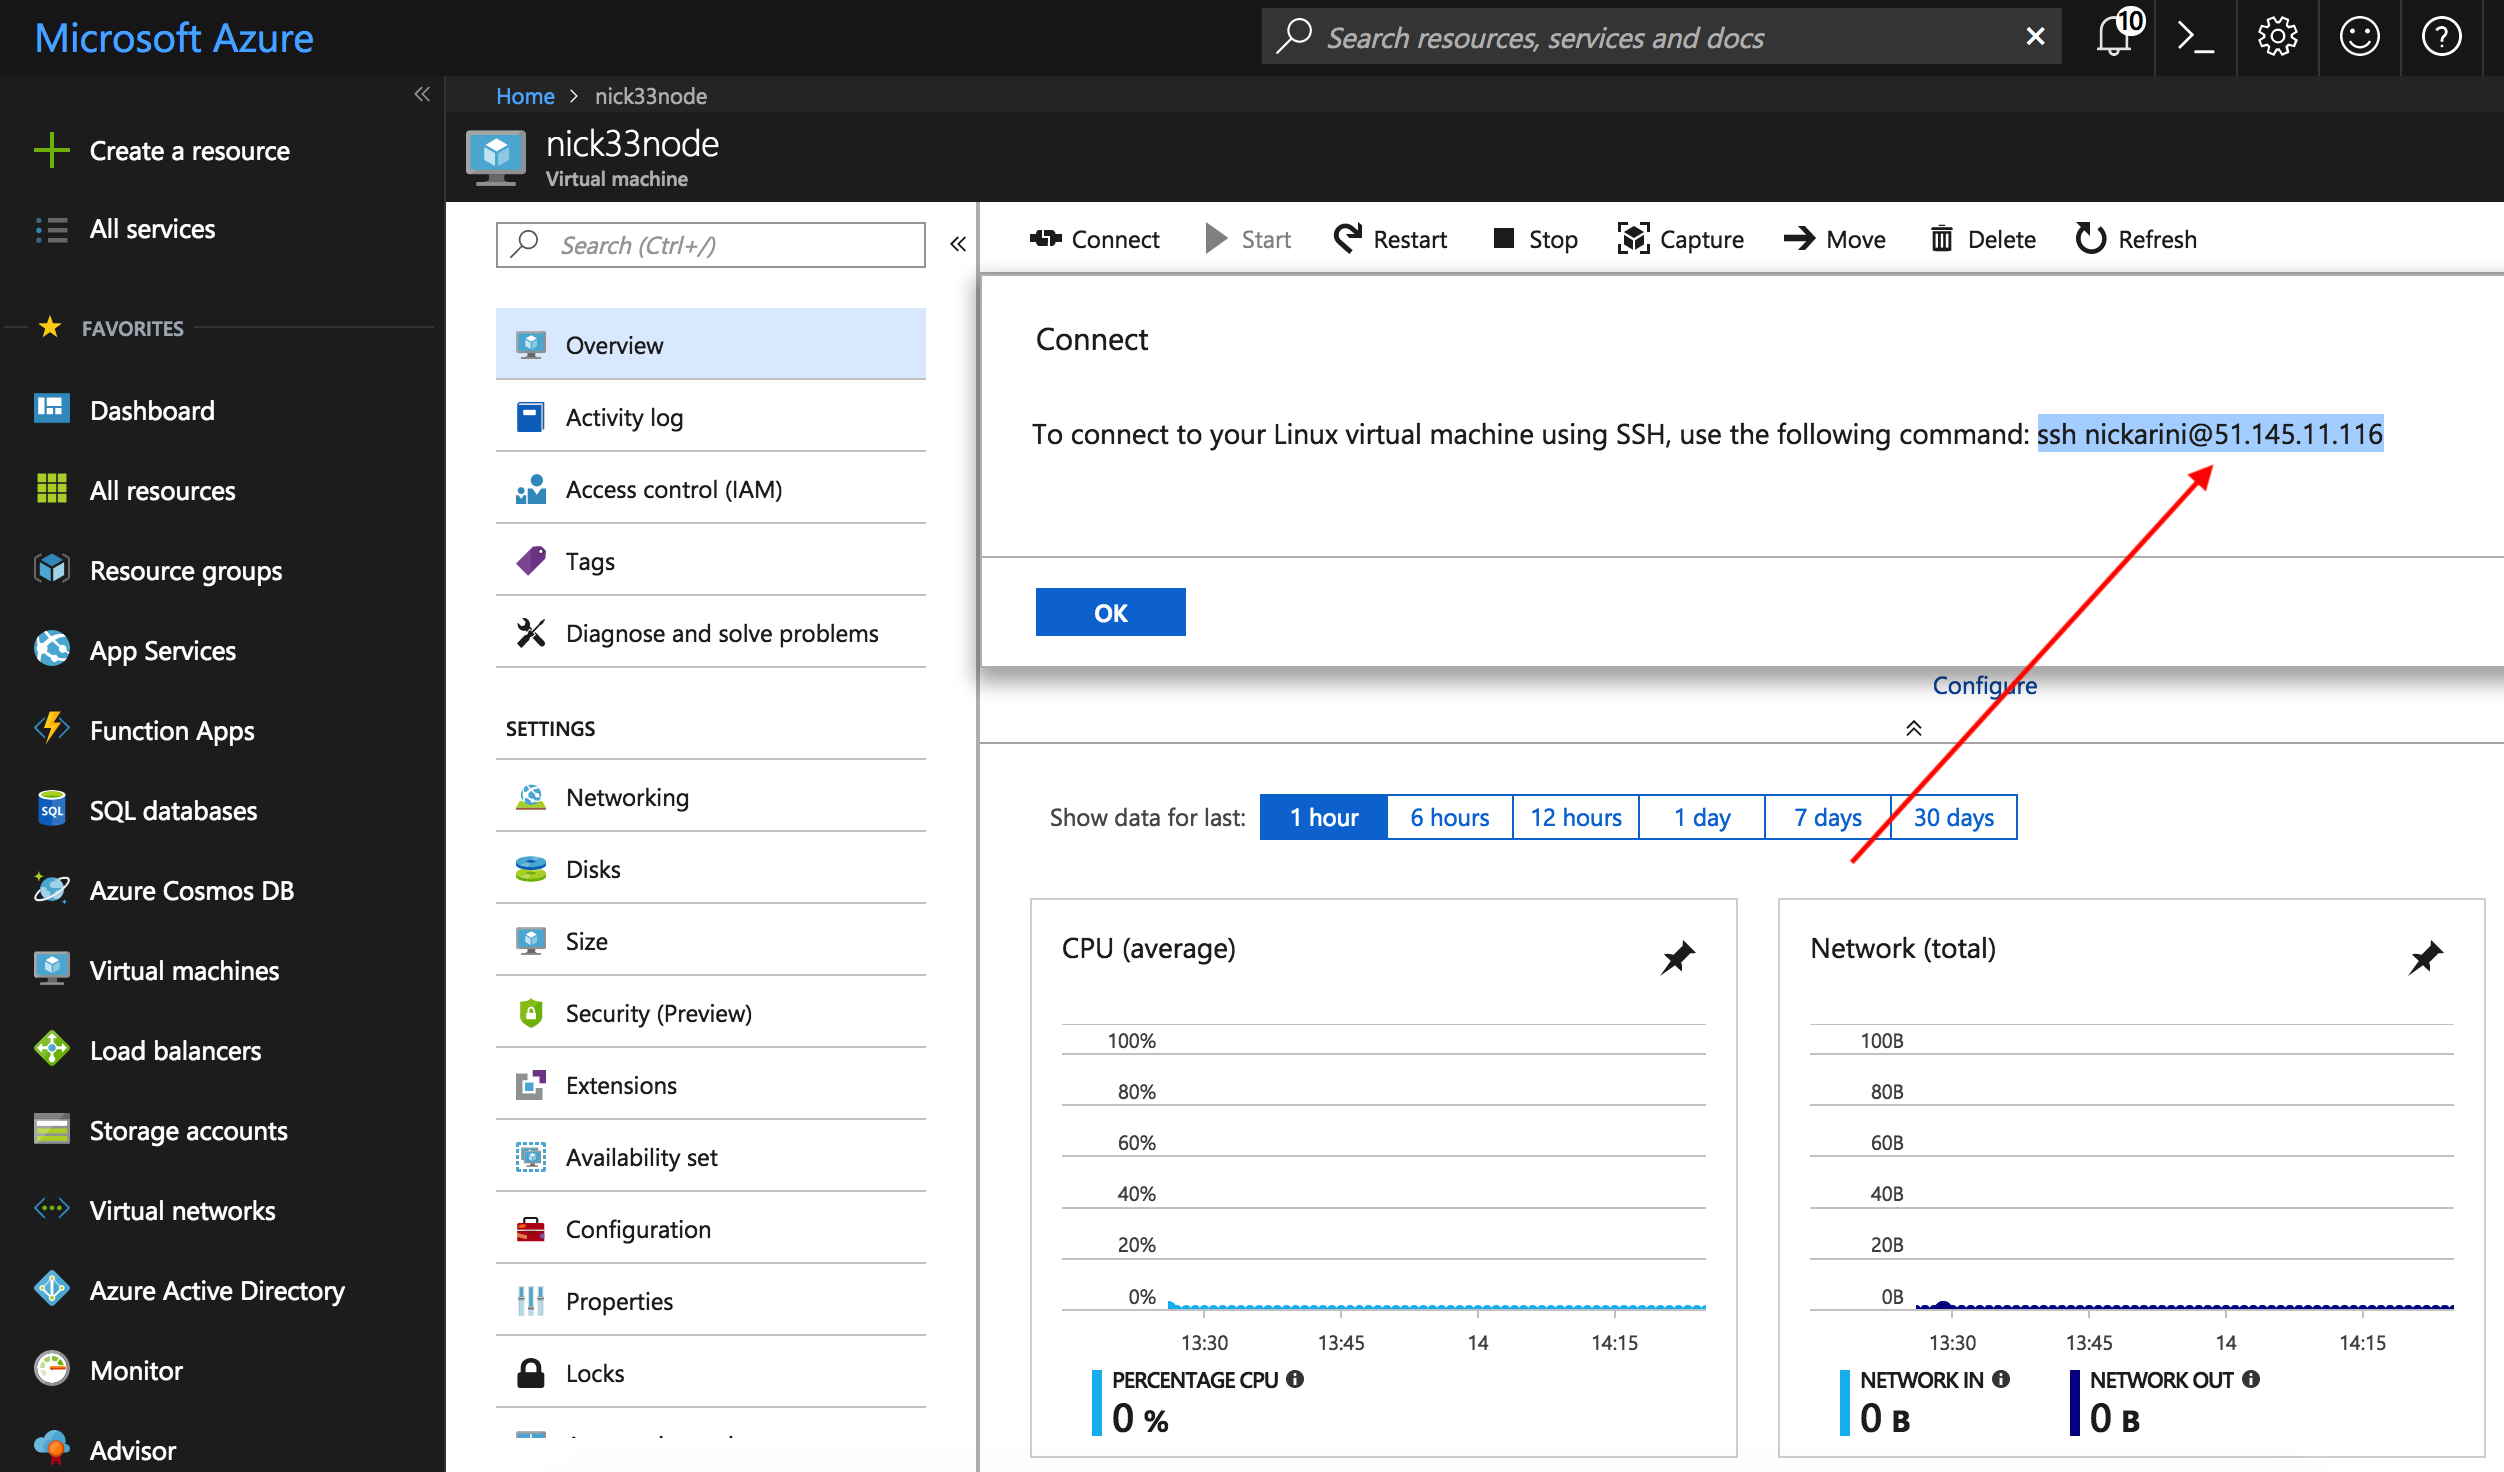 Microsoft Azure
Search resources, services and docs
10
Home > nick33node
nick33node
Virtual machine
Create a resource
All services
FAVORITES
Dashboard
All resources
Resource groups
App Services
Function Apps
SQL databases
Azure Cosmos DB
Virtual machines
Load balancers
Storage accounts
Virtual networks
Azure Active Directory
Monitor
Advisor
Search (Ctrl+/)
Overview
Activity log
Access control (IAM)
Tags
Diagnose and solve problems
SETTINGS
Networking
Disks
Size
Security (Preview)
Extensions
Availability set
Configuration
Properties
Locks
Connect Start Restart Stop Capture Move Delete Refresh
Connect
To connect to your Linux virtual machine using SSH, use the following command: ssh nickarini@51.145.11.116
OK
Configure
Show data for last: 1 hour 6 hours 12 hours 1 day 7 days 30 days
CPU (average)
100%
80%
60%
40%
20%
0%
13:30 13:45 14 14:15
PERCENTAGE CPU
0 %
Network (total)
100B
80B
60B
40B
20B
0B
13:30 13:45 14 14:15
NETWORK IN NETWORK OUT
0 B 0 B